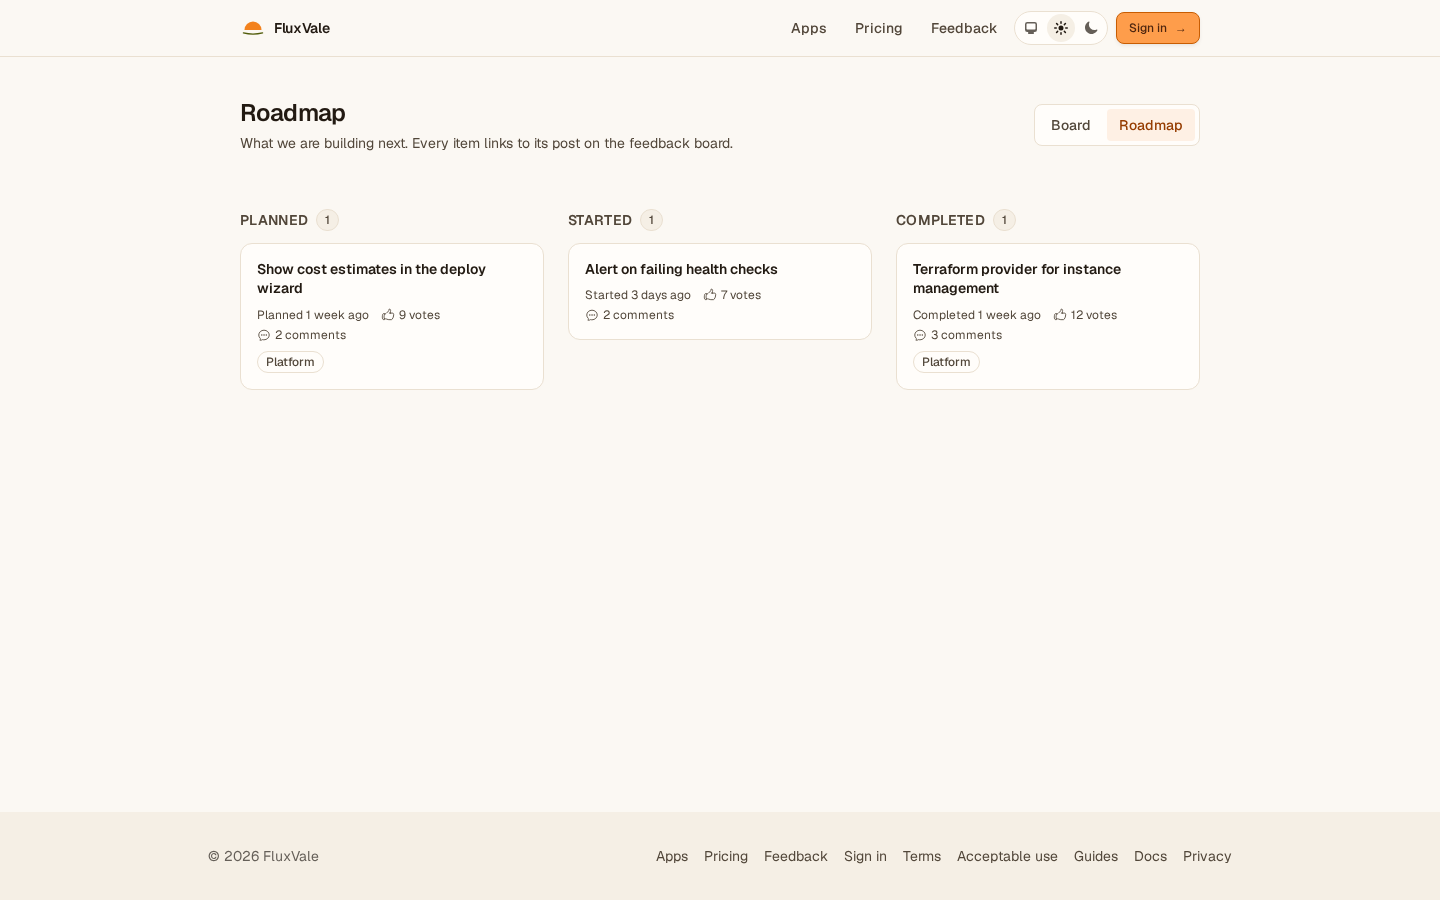 FluxVale
Apps
Pricing
Feedback
Sign in →
Roadmap
What we are building next. Every item links to its post on the feedback board.
Board
Roadmap
PLANNED 1
Show cost estimates in the deploy
wizard
Planned 1 week ago 9 votes
2 comments
Platform
STARTED 1
Alert on failing health checks
Started 3 days ago 7 votes
2 comments
COMPLETED 1
Terraform provider for instance
management
Completed 1 week ago 12 votes
3 comments
Platform
© 2026 FluxVale
Apps
Pricing
Feedback
Sign in
Terms
Acceptable use
Guides
Docs
Privacy